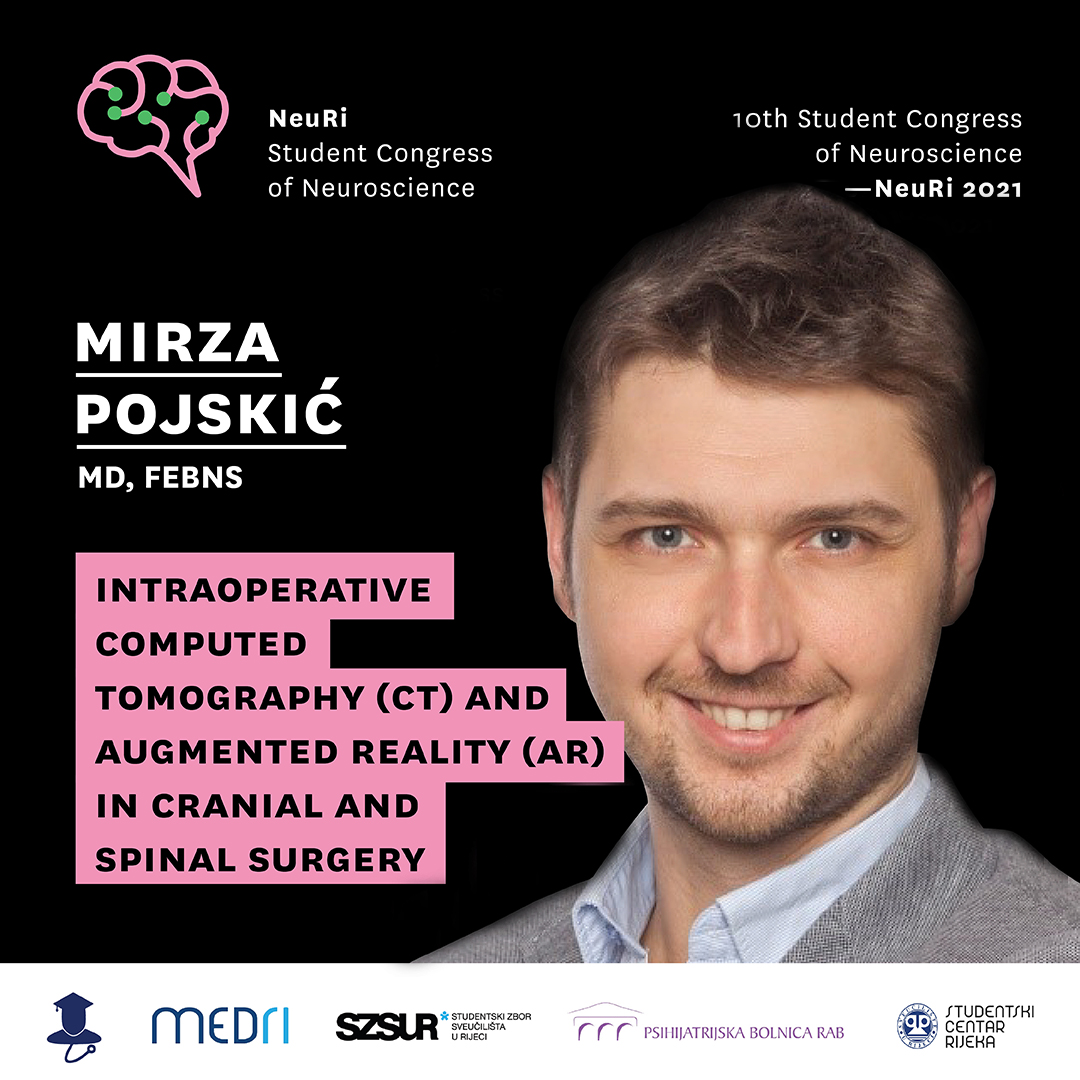 NeuRi
Student Congress
of Neuroscience
10th Student Congress
of Neuroscience
—NeuRi 2021
MIRZA
POJSKIĆ
MD, FEBNS
INTRAOPERATIVE
COMPUTED
TOMOGRAPHY (CT) AND
AUGMENTED REALITY (AR)
IN CRANIAL AND
SPINAL SURGERY
MEDRI
SZSUR*
STUDENTSKI ZBOR
SVEUČILIŠTA
U RIJECI
PSIHIJATRIJSKA BOLNICA RAB
STUDENTSKI
CENTAR
RIJEKA